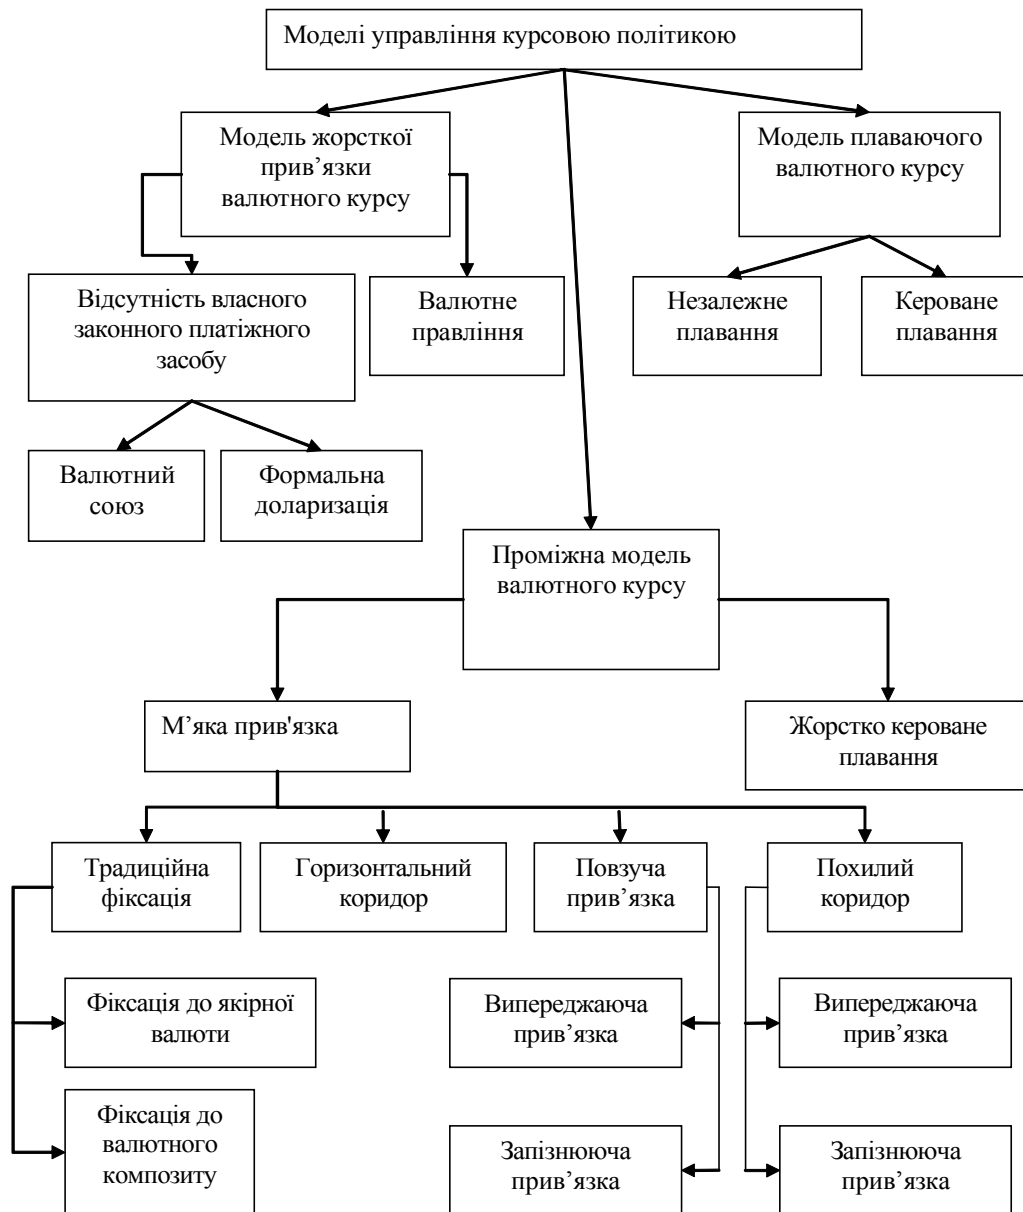 Моделі управління курсовою політикою
Модель жорсткої
прив’язки
валютного курсу
Модель плаваючого
валютного курсу
Відсутність власного
законного платіжного
засобу
Валютне
правління
Незалежне
плавання
Кероване
плавання
Валютний
союз
Формальна
доларизація
Проміжна модель
валютного курсу
М’яка прив'язка
Жорстко кероване
плавання
Традиційна
фіксація
Горизонтальний
коридор
Повзуча
прив’язка
Похилий
коридор
Фіксація до якірної
валюти
Випереджаюча
прив’язка
Випереджаюча
прив’язка
Фіксація до
валютного
композиту
Запізнююча
прив’язка
Запізнююча
прив’язка